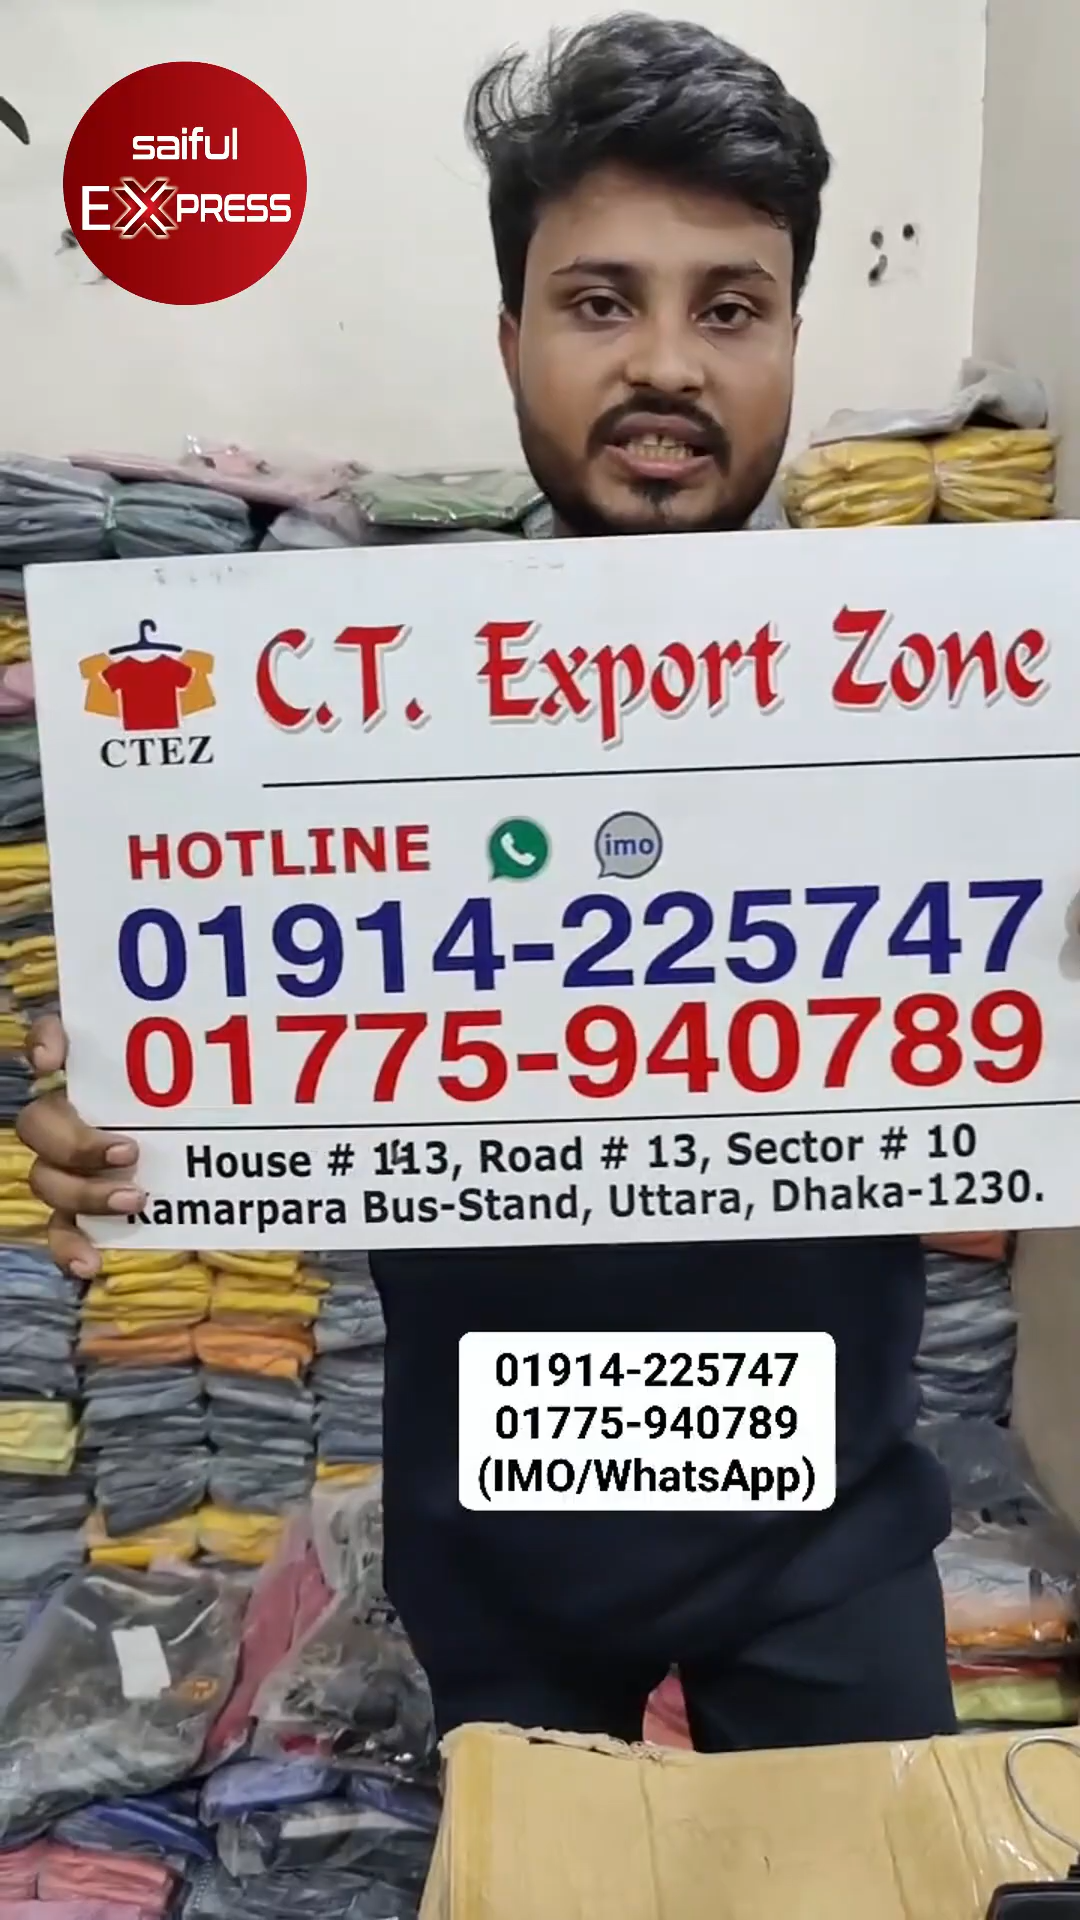 saiful
EXPRESS
C.T. Export Zone
CTEZ
HOTLINE imo
01914-225747
01775-940789
House # 113, Road # 13, Sector # 10
Kamarpara Bus-Stand, Uttara, Dhaka-1230.
01914-225747
01775-940789
(IMO/WhatsApp)